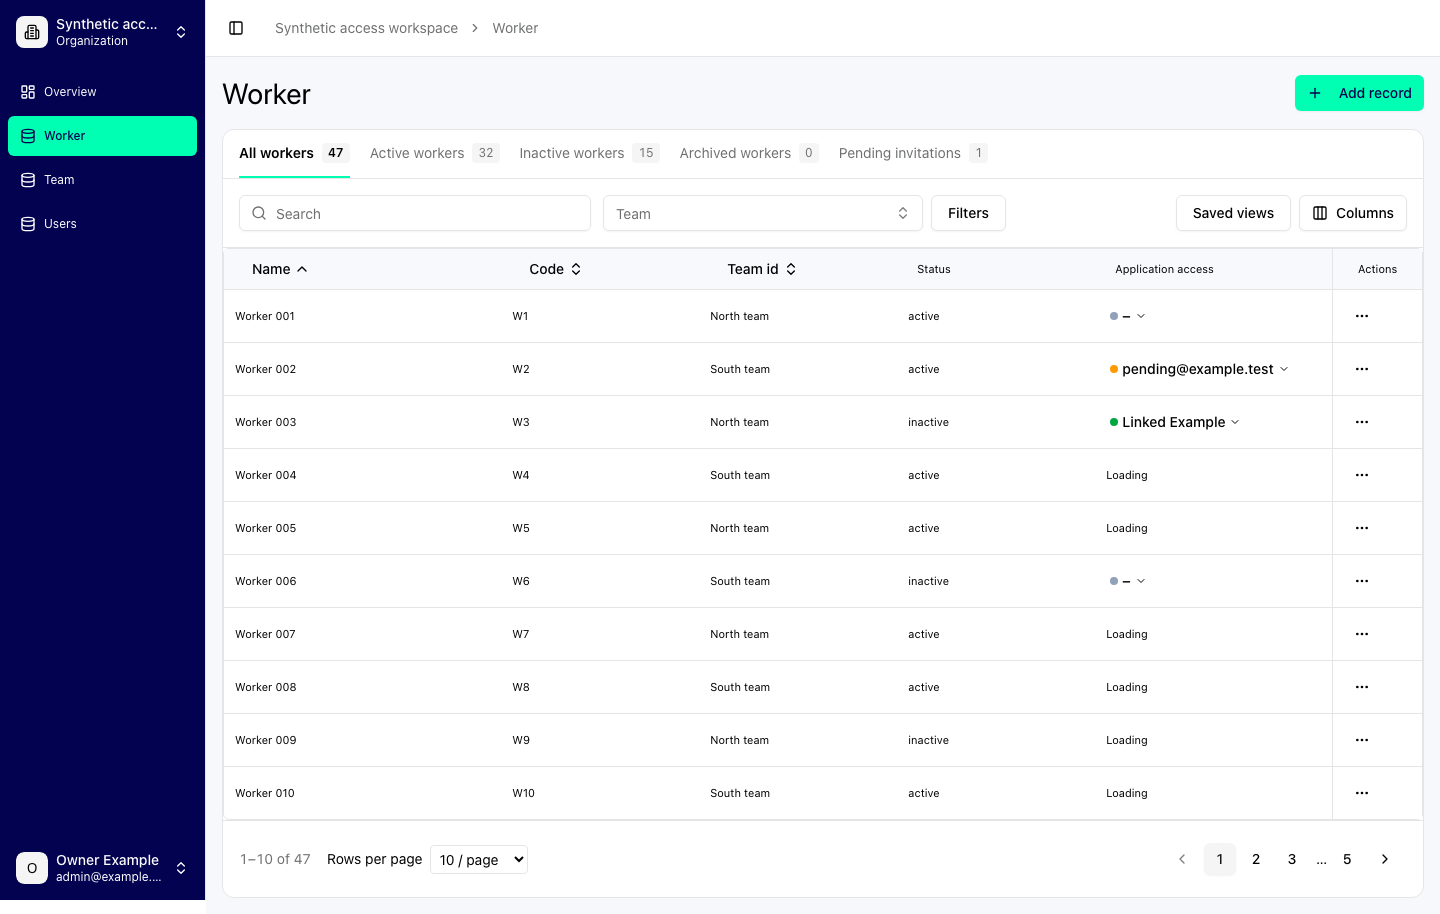 Synthetic acc...
Organization
Overview
Worker
Team
Users
Owner Example
admin@example....
O
Synthetic access workspace > Worker
Worker
+ Add record
All workers 47 Active workers 32 Inactive workers 15 Archived workers 0 Pending invitations 1
Search Team Filters Saved views Columns
Name Code Team id Status Application access Actions
Worker 001 W1 North team active – ...
Worker 002 W2 South team active pending@example.test ...
Worker 003 W3 North team inactive Linked Example ...
Worker 004 W4 South team active Loading ...
Worker 005 W5 North team active Loading ...
Worker 006 W6 South team inactive – ...
Worker 007 W7 North team active Loading ...
Worker 008 W8 South team active Loading ...
Worker 009 W9 North team inactive Loading ...
Worker 010 W10 South team active Loading ...
1–10 of 47 Rows per page 10 / page 1 2 3 ... 5